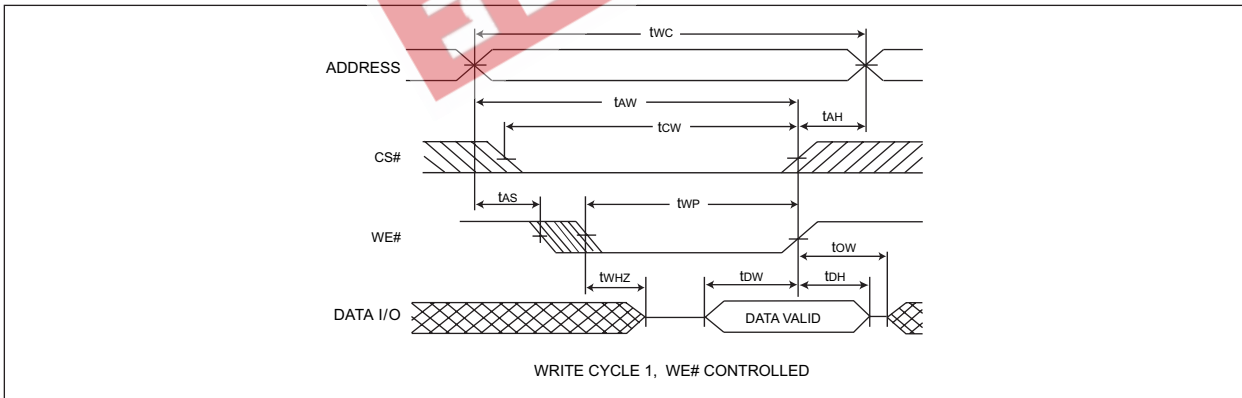 tWC
ADDRESS
tAW
tAH
tCW
CS#
tAS
tWP
WE#
tOW
tWHZ
tDW
tDH
DATA I/O
DATA VALID
WRITE CYCLE 1, WE# CONTROLLED